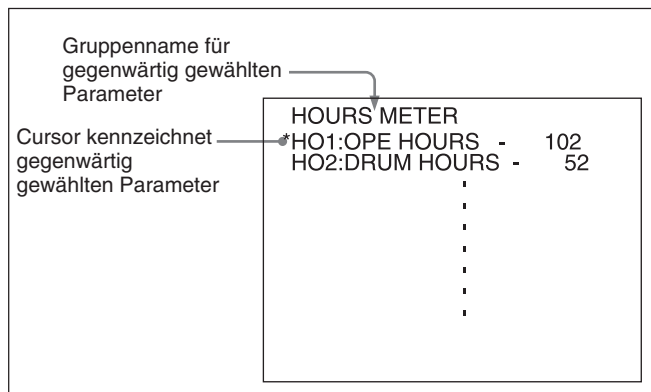 Gruppenname für
gegenwärtig gewählten
Parameter
Cursor kennzeichnet
gegenwärtig
gewählten Parameter
HOURS METER
*HO1:OPE HOURS - 102
HO2:DRUM HOURS - 52